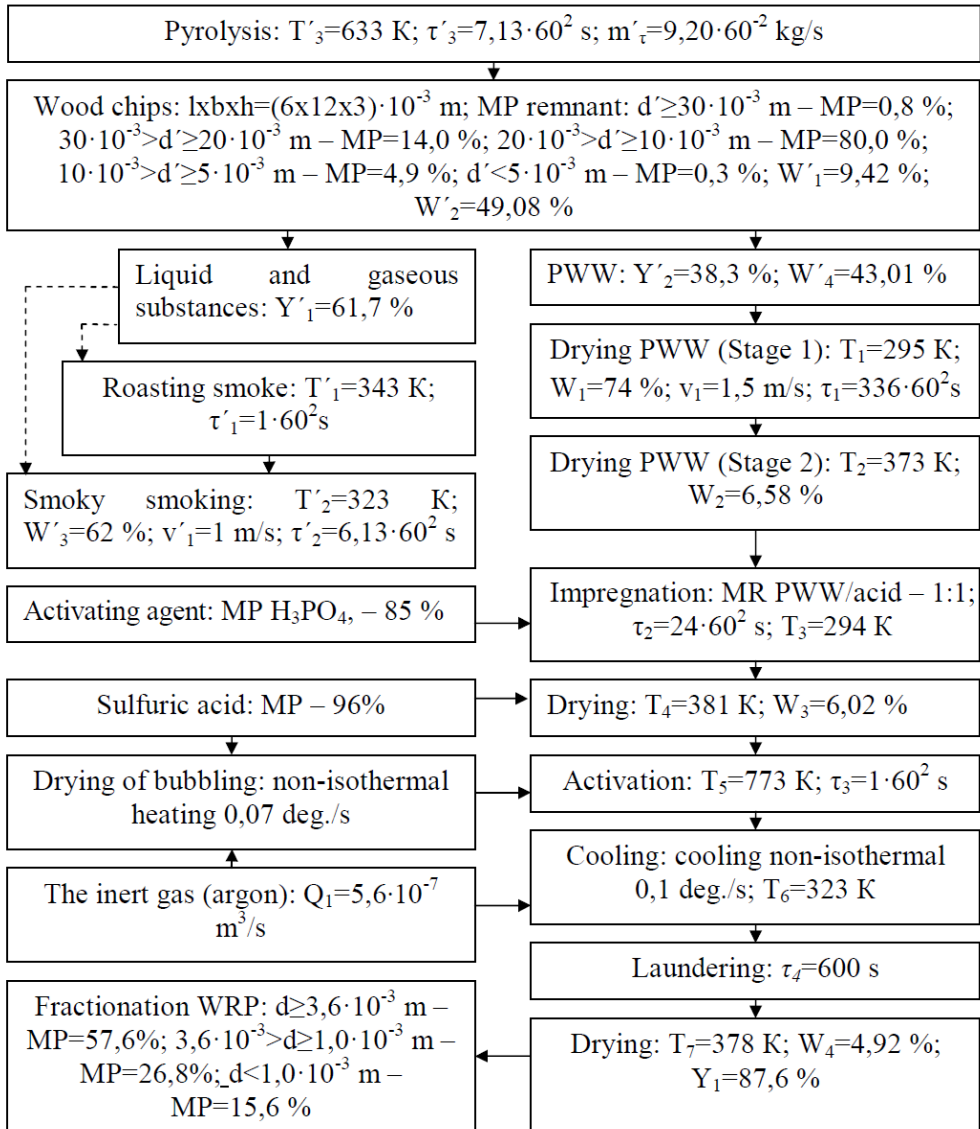 Pyrolysis: T´₃=633 К; τ´₃=7,13·60² s; m´τ=9,20·60⁻² kg/s
Wood chips: lxbxh=(6x12x3)·10⁻³ m; MP remnant: d´≥30·10⁻³ m – MP=0,8 %;
30·10⁻³>d´≥20·10⁻³ m – MP=14,0 %; 20·10⁻³>d´≥10·10⁻³ m – MP=80,0 %;
10·10⁻³>d´≥5·10⁻³ m – MP=4,9 %; d´<5·10⁻³ m – MP=0,3 %; W´₁=9,42 %;
W´₂=49,08 %
Liquid and gaseous
substances: Y´₁=61,7 %
PWW: Y´₂=38,3 %; W´₄=43,01 %
Roasting smoke: T´₁=343 К;
τ´₁=1·60²s
Drying PWW (Stage 1): T₁=295 К;
W₁=74 %; v₁=1,5 m/s; τ₁=336·60²s
Smoky smoking: T´₂=323 К;
W´₃=62 %; v´₁=1 m/s; τ´₂=6,13·60² s
Drying PWW (Stage 2): T₂=373 К;
W₂=6,58 %
Activating agent: MP H₃PO₄, – 85 %
Impregnation: MR PWW/acid – 1:1;
τ₂=24·60² s; T₃=294 К
Sulfuric acid: MP – 96%
Drying: T₄=381 К; W₃=6,02 %
Drying of bubbling: non-isothermal
heating 0,07 deg./s
Activation: T₅=773 К; τ₃=1·60² s
The inert gas (argon): Q₁=5,6·10⁻⁷
m³/s
Cooling: cooling non-isothermal
0,1 deg./s; T₆=323 К
Laundering: τ₄=600 s
Fractionation WRP: d≥3,6·10⁻³ m –
MP=57,6%; 3,6·10⁻³>d≥1,0·10⁻³ m –
MP=26,8%; d<1,0·10⁻³ m –
MP=15,6 %
Drying: T₇=378 К; W₄=4,92 %;
Y₁=87,6 %